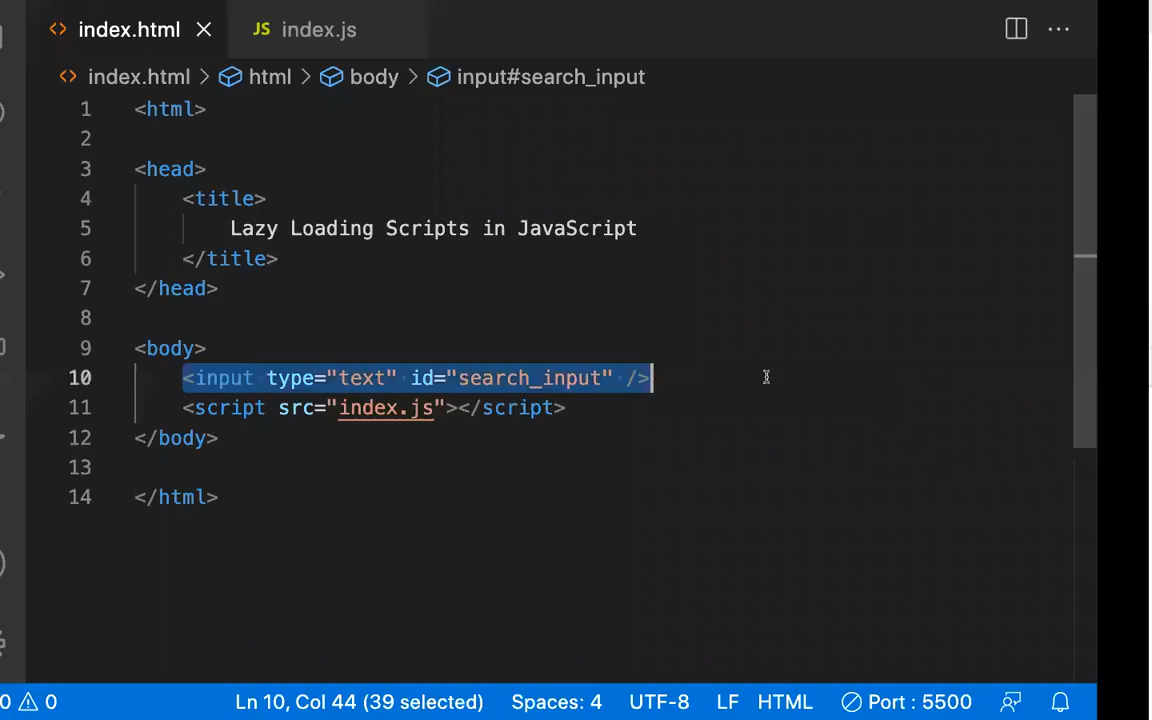 index.html
JS index.js
index.html > html > body > input#search_input
1 <html>
2
3 <head>
4 <title>
5 Lazy Loading Scripts in JavaScript
6 </title>
7 </head>
8
9 <body>
10 <input type="text" id="search_input" />
11 <script src="index.js"></script>
12 </body>
13
14 </html>
0 0 Ln 10, Col 44 (39 selected) Spaces: 4 UTF-8 LF HTML Port : 5500